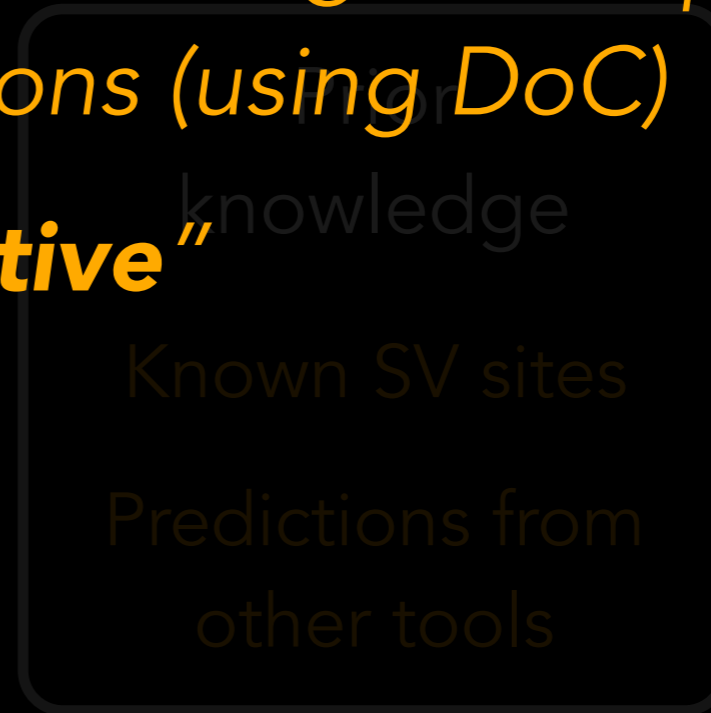 ons (using DoC)
tive”
Prior
knowledge
Known SV sites
Predictions from
other tools